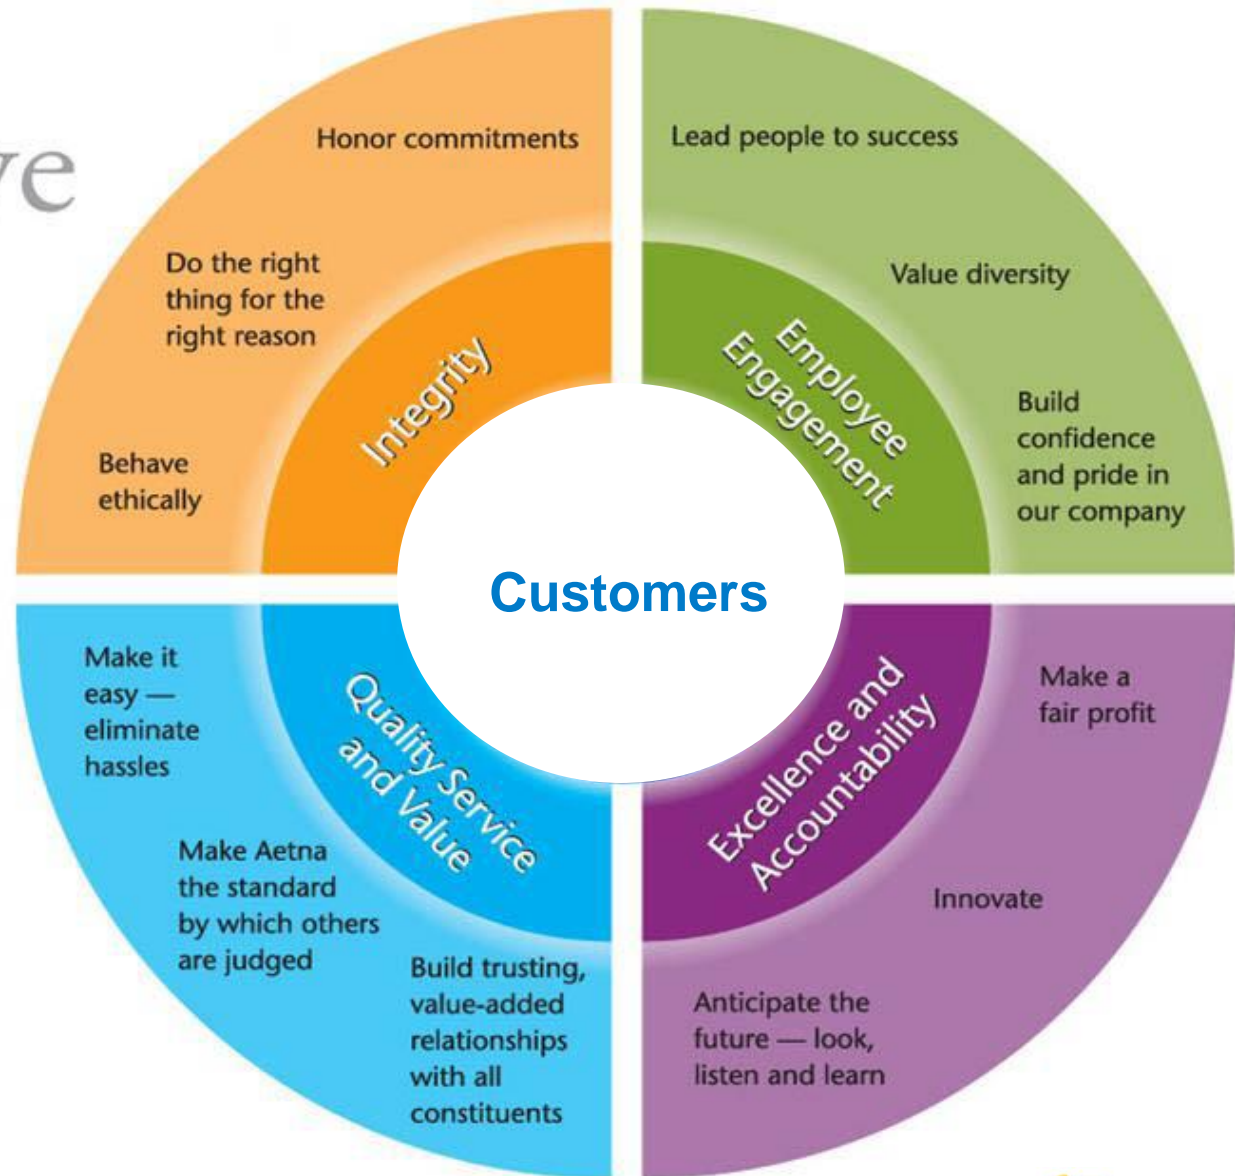 Honor commitments
Do the right
thing for the
right reason
Behave
ethically
Integrity
Lead people to success
Value diversity
Build
confidence
and pride in
our company
Employee
Engagement
Customers
Make it
easy —
eliminate
hassles
Make Aetna
the standard
by which others
are judged
Build trusting,
value-added
relationships
with all
constituents
Quality Service
and Value
Excellence and
Accountability
Make a
fair profit
Innovate
Anticipate the
future — look,
listen and learn